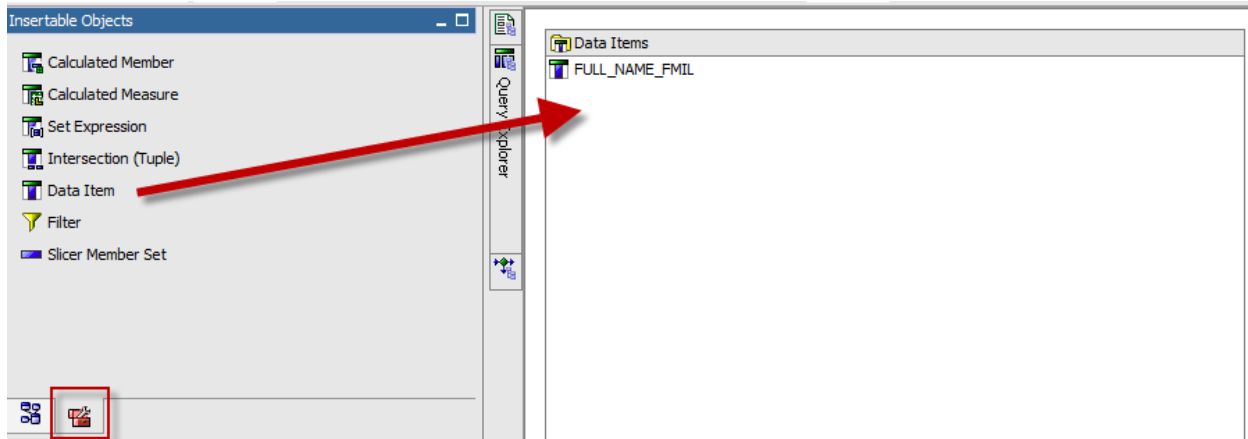 Insertable Objects
Calculated Member
Calculated Measure
Set Expression
Intersection (Tuple)
Data Item
Filter
Slicer Member Set
Query Explorer
Data Items
FULL_NAME_FMIL